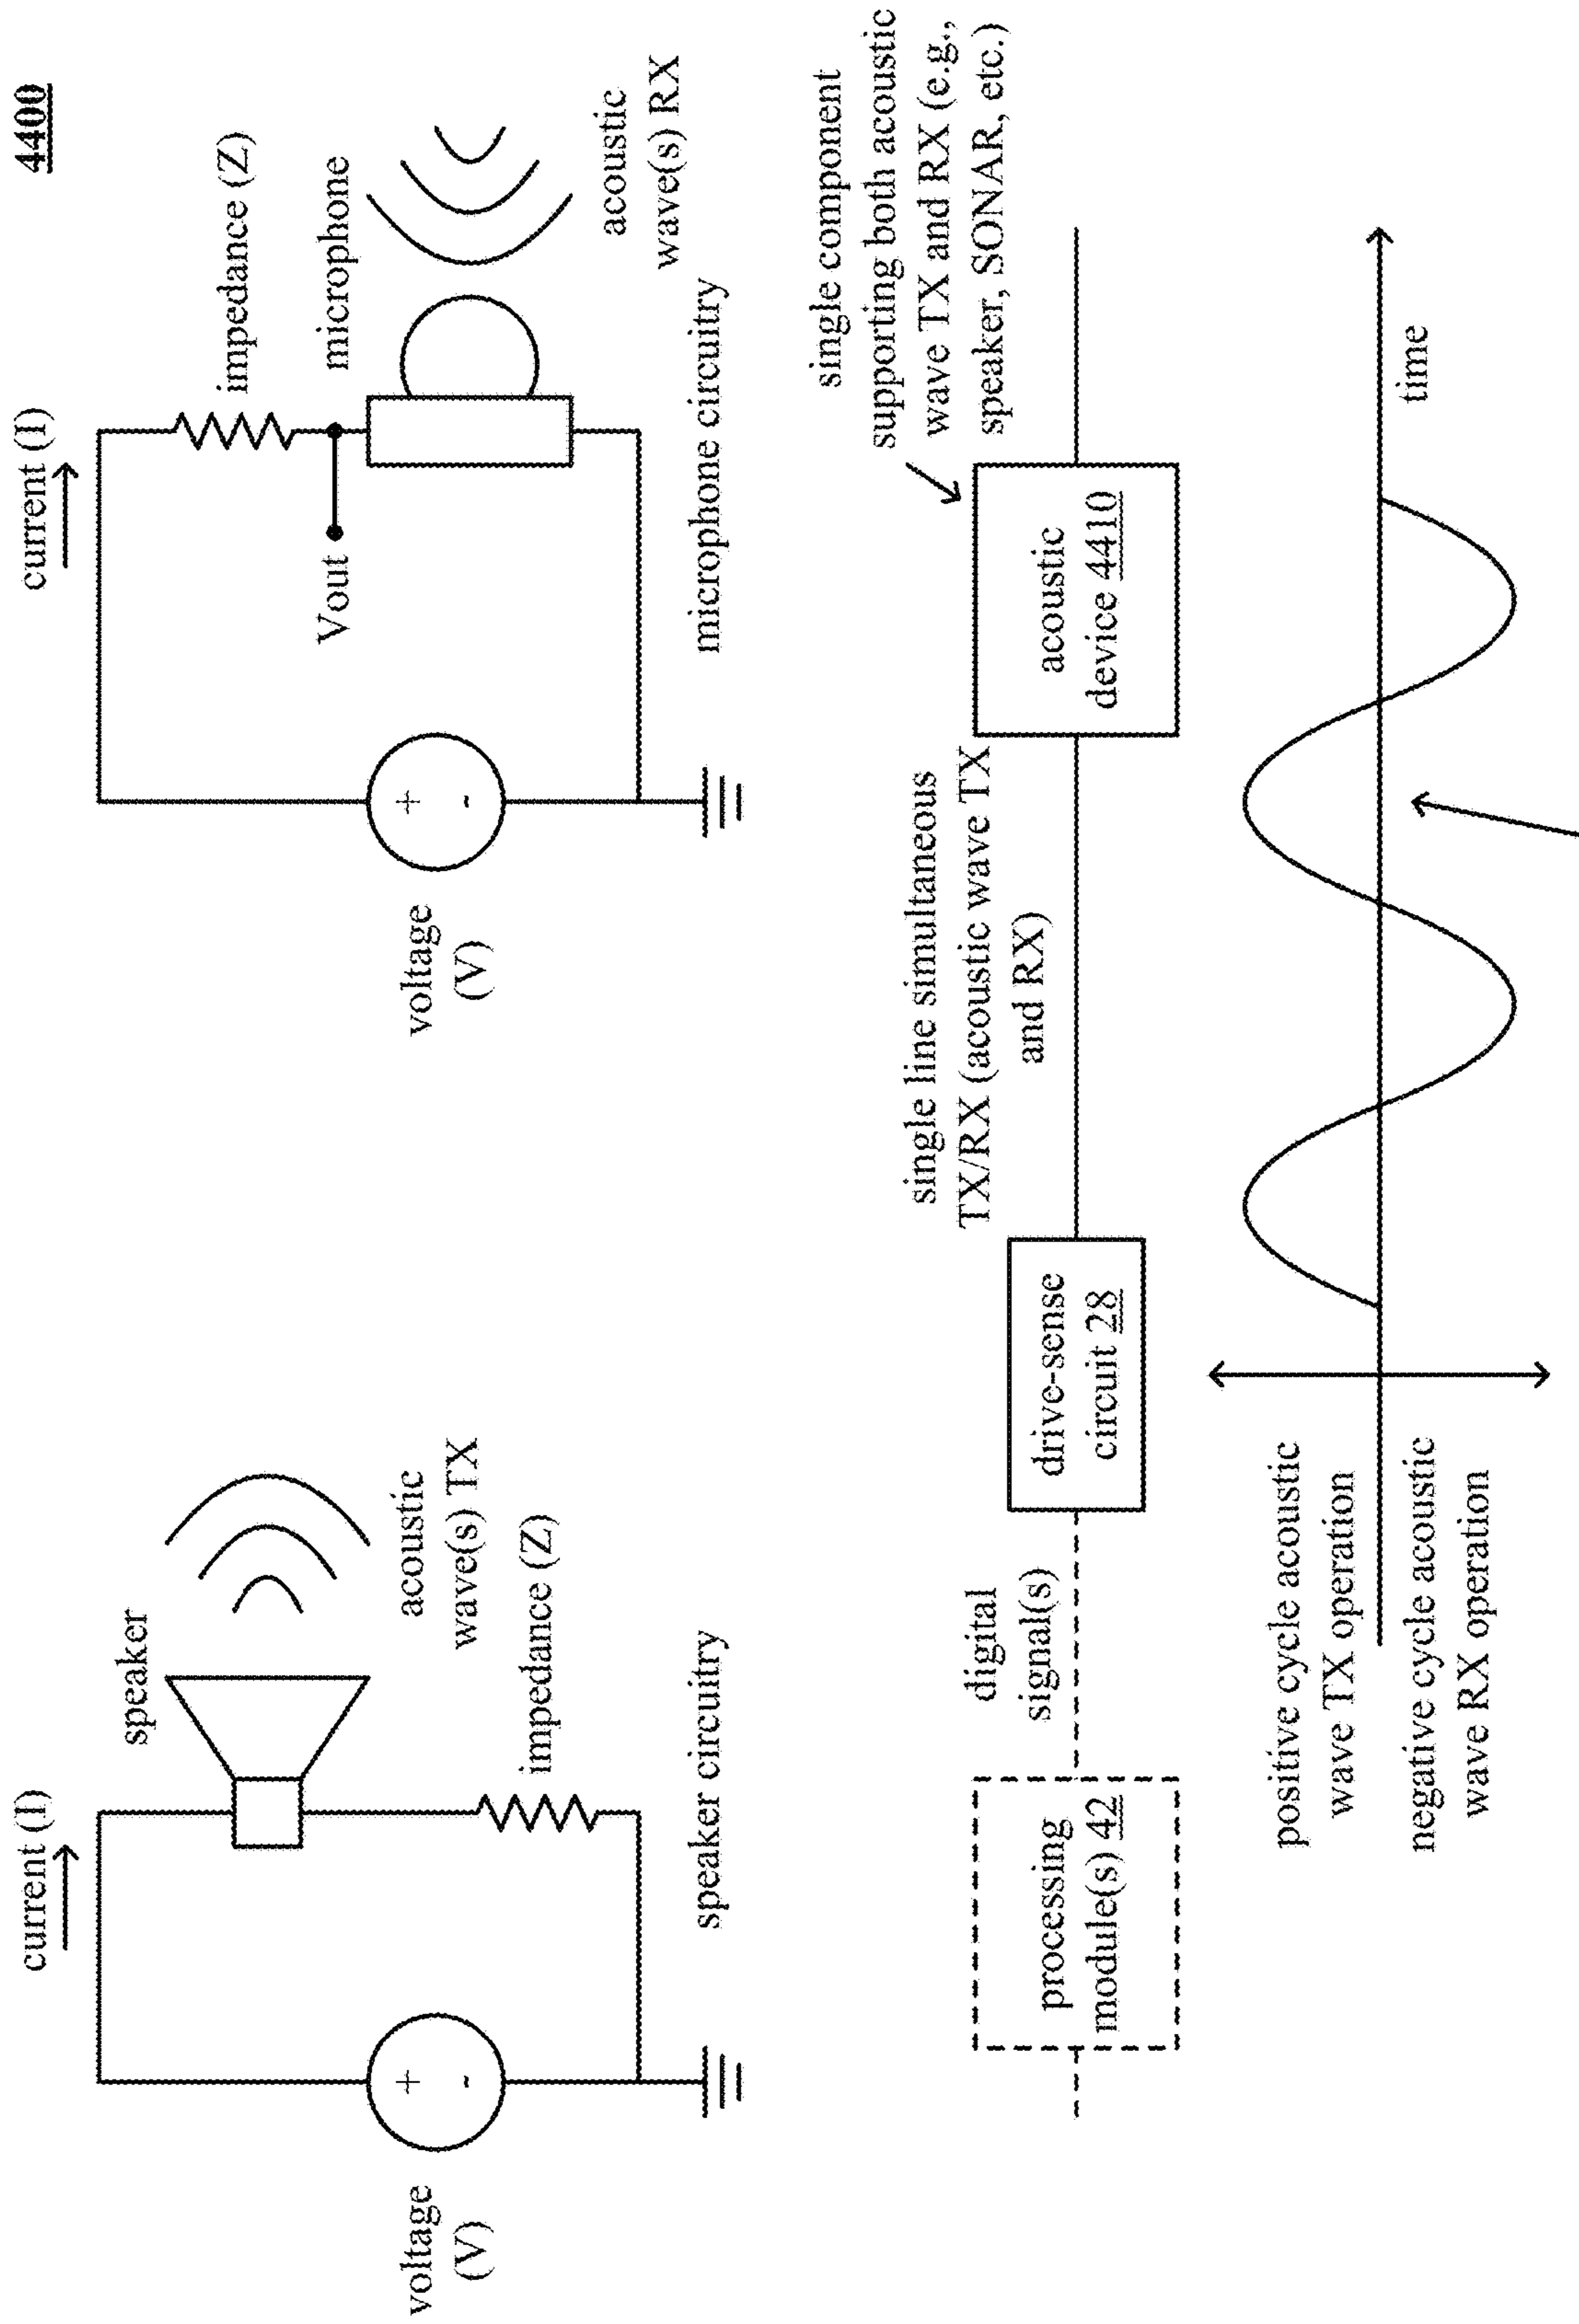 4400
current (I)
speaker
acoustic
wave(s) TX
impedance (Z)
voltage
(V)
+
-
speaker circuitry
current (I)
impedance (Z)
Vout
microphone
acoustic
wave(s) RX
voltage
(V)
+
-
microphone circuitry
single component
supporting both acoustic
wave TX and RX (e.g.,
speaker, SONAR, etc.)
single line simultaneous
TX/RX (acoustic wave TX
and RX)
digital
signal(s)
processing
module(s) 42
drive-sense
circuit 28
acoustic
device 4410
positive cycle acoustic
wave TX operation
negative cycle acoustic
wave RX operation
time